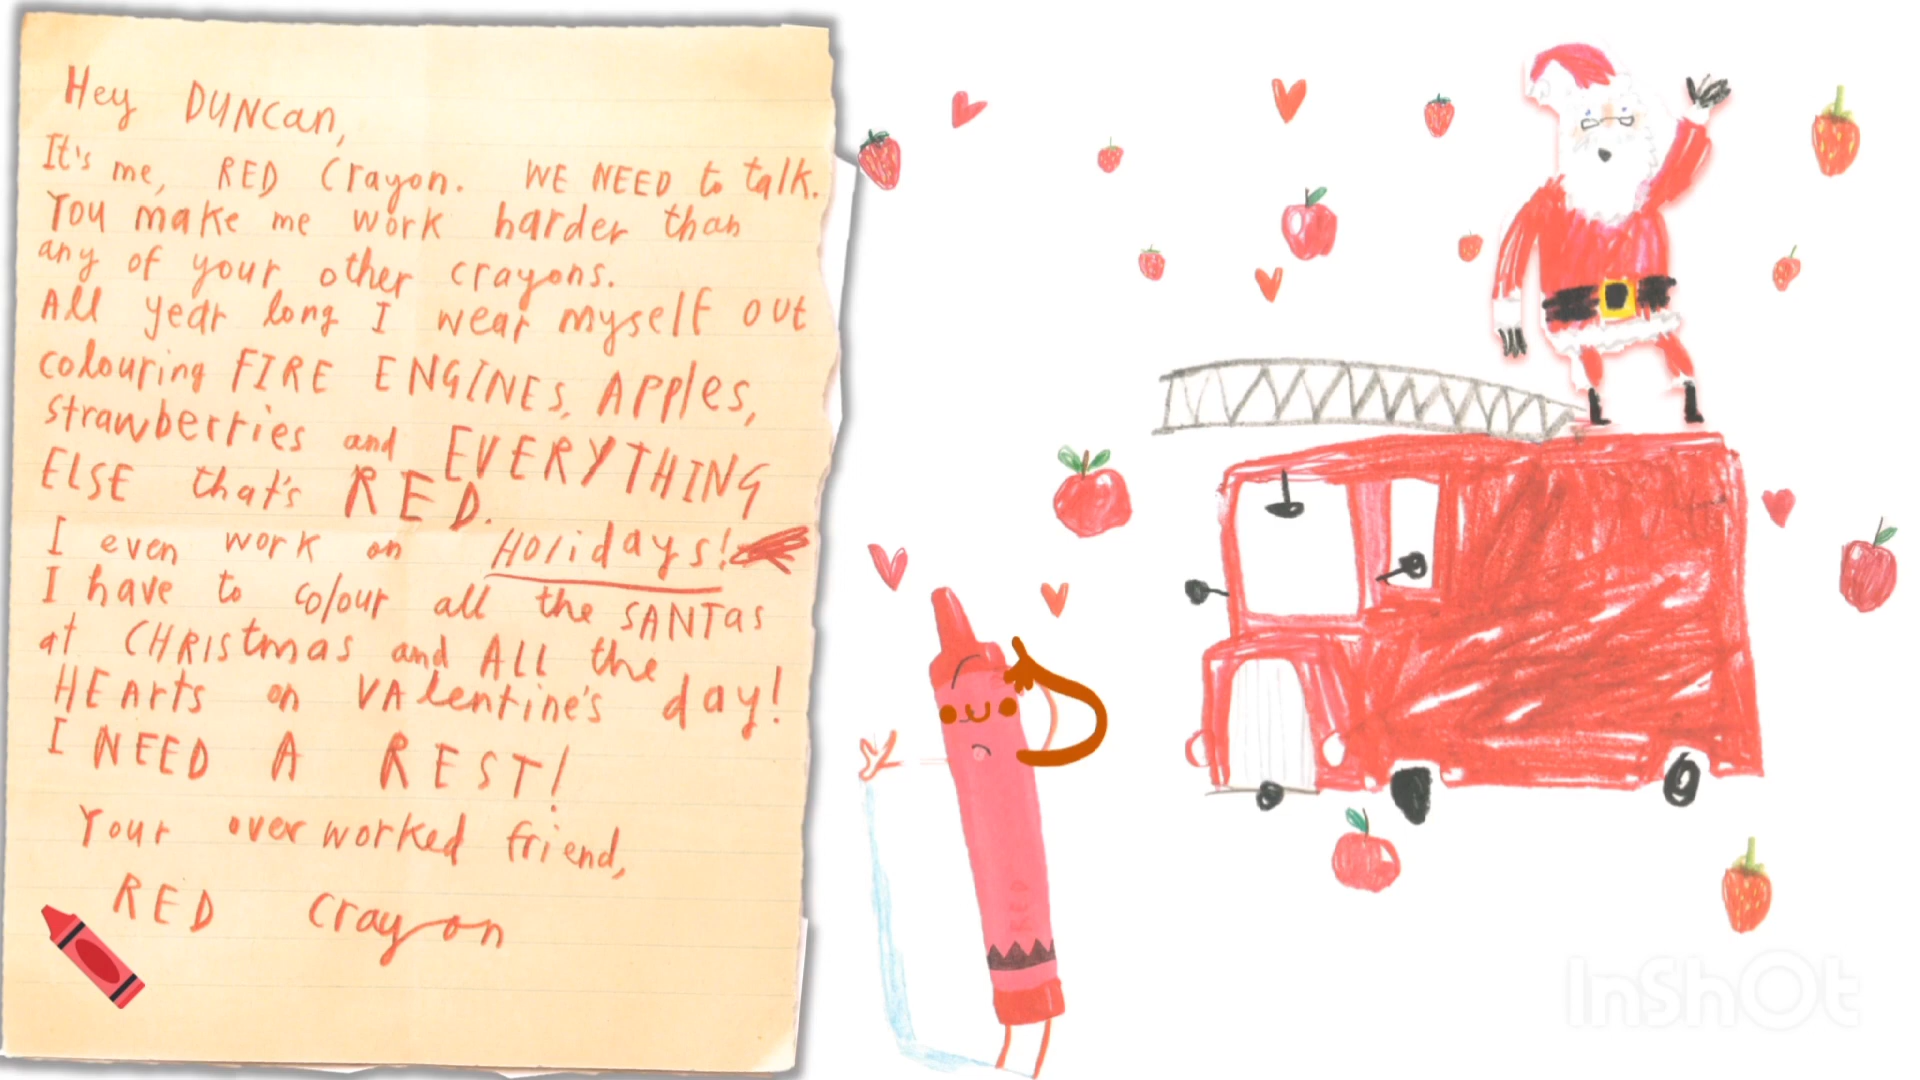 Hey DUNCan,
It's me, RED Crayon. WE NEED to talk.
You make me work harder than
any of your other crayons.
All year long I wear myself out
colouring FIRE ENGINES, Apples,
strawberries and EVERYTHING
ELSE that's RED.
I even work on Holidays!
I have to colour all the SANTas
at CHRIStmas and ALL the
HEArts on VAlentine's day!
I NEED A REST!
Your overworked friend,
RED crayon
RED
InShOt